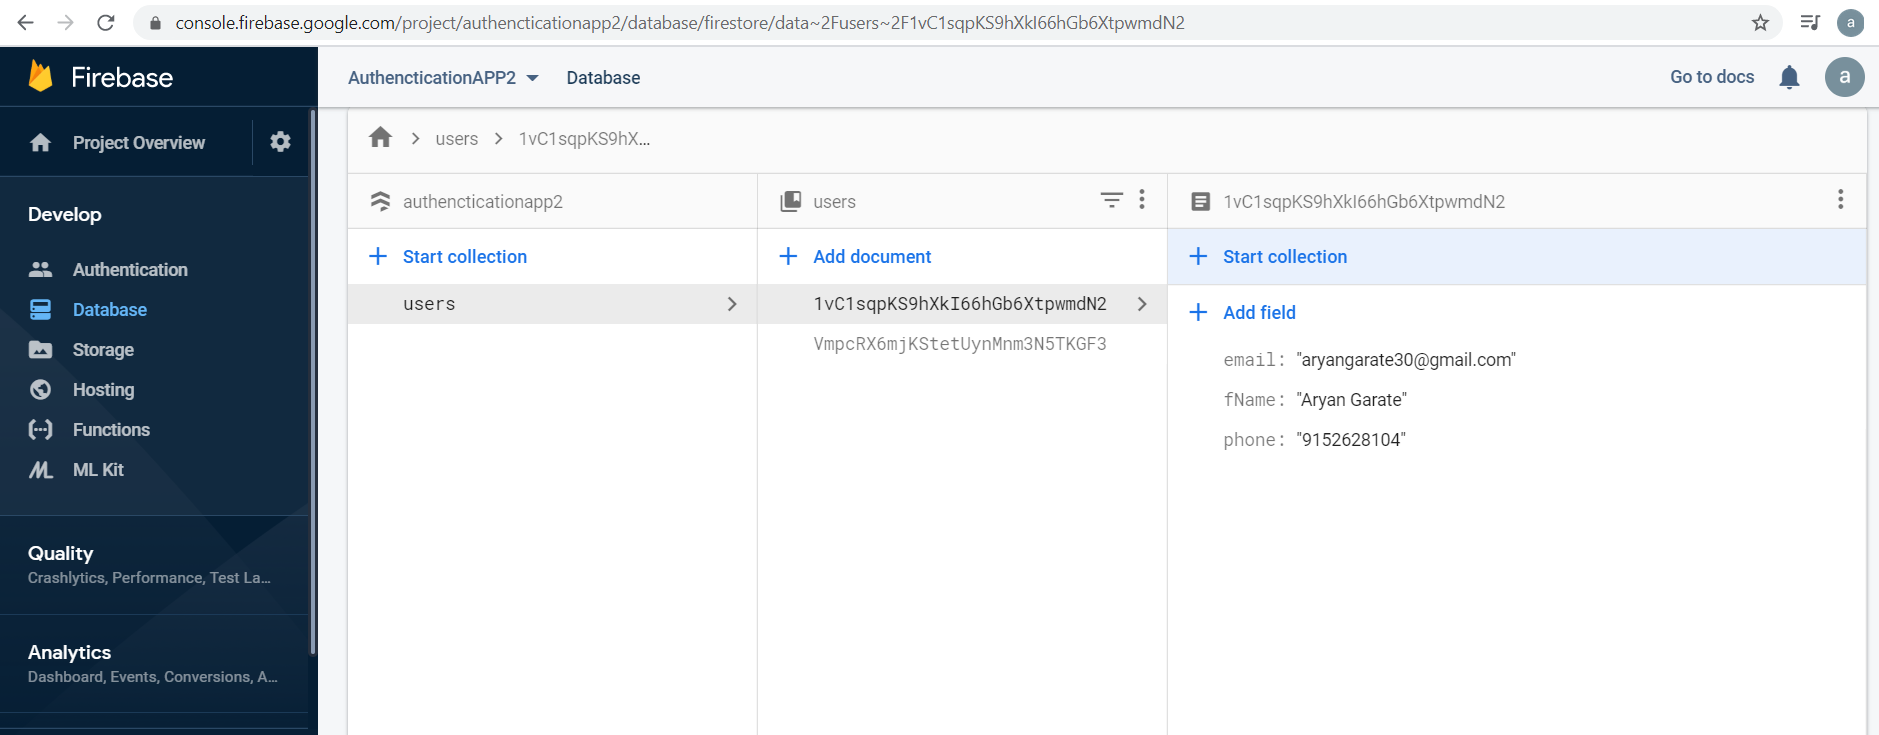 console.firebase.google.com/project/authencticationapp2/database/firestore/data~2Fusers~2F1vC1sqpKS9hXkI66hGb6XtpwmdN2
a
Firebase
AuthencticationAPP2
Database
Go to docs
a
Project Overview
users
1vC1sqpKS9hX...
authencticationapp2
users
1vC1sqpKS9hXkI66hGb6XtpwmdN2
Develop
Start collection
Add document
Start collection
Authentication
users
1vC1sqpKS9hXkI66hGb6XtpwmdN2
Add field
Database
VmpcRX6mjKStetUynMnm3N5TKGF3
email: "aryangarate30@gmail.com"
Storage
Hosting
fName: "Aryan Garate"
Functions
phone: "9152628104"
ML Kit
Quality
Crashlytics, Performance, Test La...
Analytics
Dashboard, Events, Conversions, A...